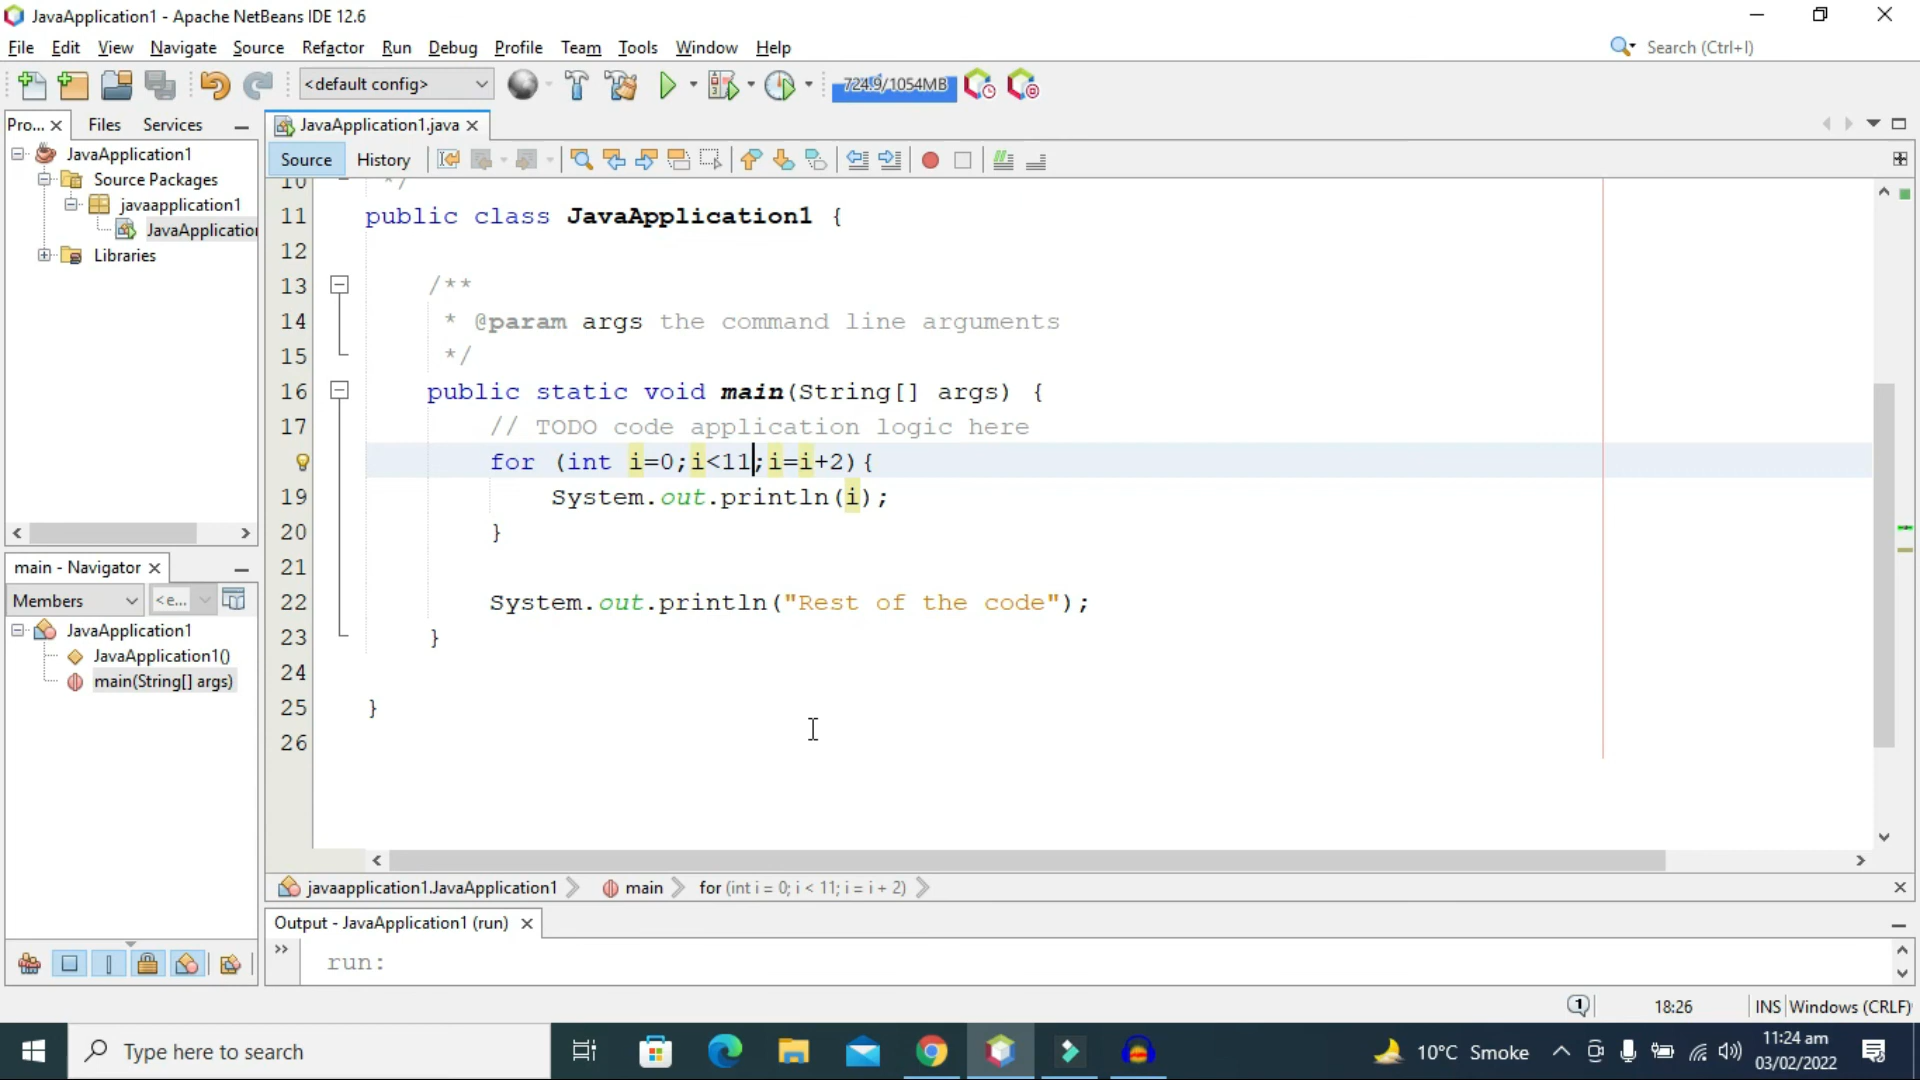 JavaApplication1 - Apache NetBeans IDE 12.6
File Edit View Navigate Source Refactor Run Debug Profile Team Tools Window Help
Search (Ctrl+I)
<default config>
724.9/1054MB
Pro... Files Services
JavaApplication1.java
JavaApplication1
Source Packages
javaapplication1
JavaApplication
Libraries
Source History
10 */
11 public class JavaApplication1 {
12
13 /**
14 * @param args the command line arguments
15 */
16 public static void main(String[] args) {
17 // TODO code application logic here
for (int i=0;i<11;i=i+2){
19 System.out.println(i);
20 }
21
22 System.out.println("Rest of the code");
23 }
24
25 }
26
main - Navigator
Members <e...
JavaApplication1
JavaApplication1()
main(String[] args)
javaapplication1.JavaApplication1 main for (int i = 0; i < 11; i = i + 2)
Output - JavaApplication1 (run)
run:
1 18:26 INS Windows (CRLF)
Type here to search
10°C Smoke
11:24 am
03/02/2022